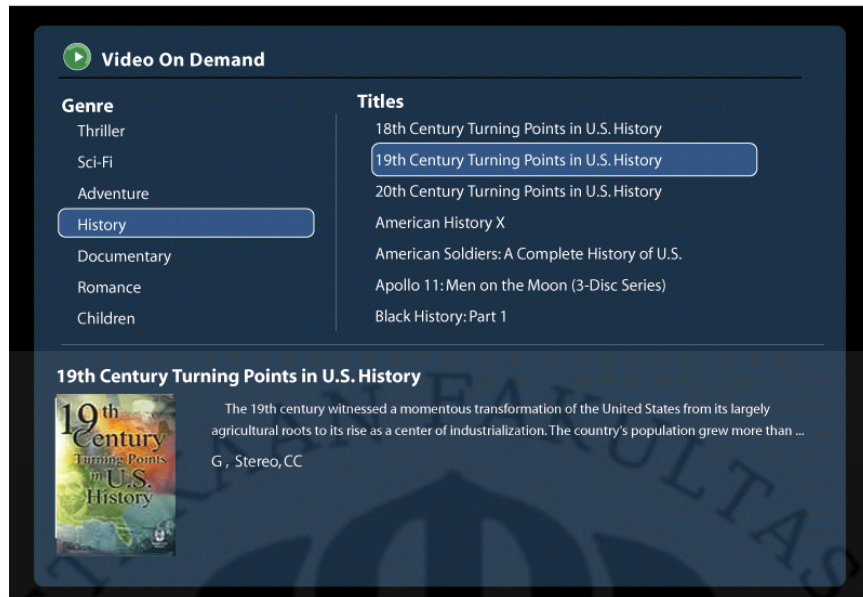 Video On Demand
Genre
Thriller
Sci-Fi
Adventure
History
Documentary
Romance
Children
Titles
18th Century Turning Points in U.S. History
19th Century Turning Points in U.S. History
20th Century Turning Points in U.S. History
American History X
American Soldiers: A Complete History of U.S.
Apollo 11: Men on the Moon (3-Disc Series)
Black History: Part 1
19th Century Turning Points in U.S. History
19th
Century
Turning Points
in U.S.
History
The 19th century witnessed a momentous transformation of the United States from its largely
agricultural roots to its rise as a center of industrialization. The country's population grew more than ...
G , Stereo, CC
FAKULTAS